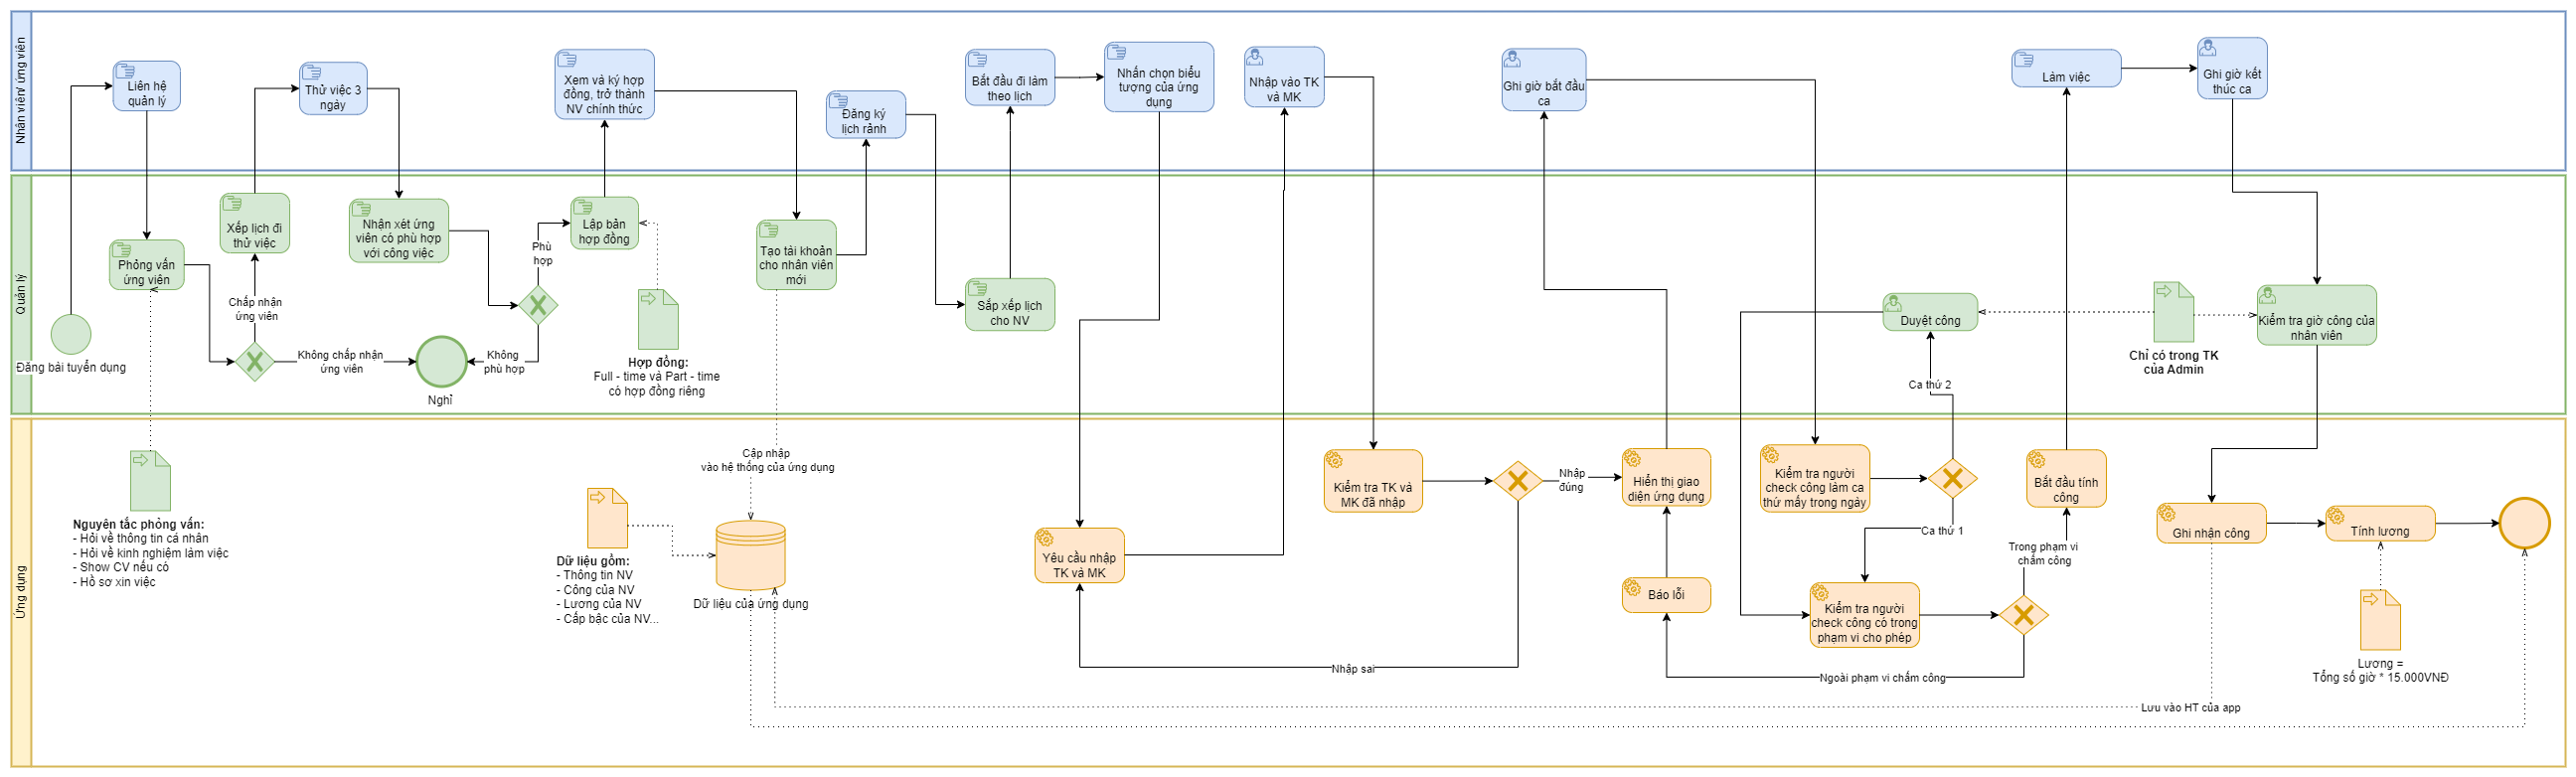 Nhân viên/ ứng viên
Liên hệ
quản lý
Thử việc 3
ngày
Xem và ký hợp
đồng, trở thành
NV chính thức
Đăng ký
lịch rảnh
Bắt đầu đi làm
theo lịch
Nhấn chọn biểu
tượng của ứng
dụng
Nhập vào TK
và MK
Ghi giờ bắt đầu
ca
Làm việc
Ghi giờ kết
thúc ca
Quản lý
Đăng bài tuyển dụng
Phỏng vấn
ứng viên
Xếp lịch đi
thử việc
Chấp nhận
ứng viên
Không chấp nhận
ứng viên
Nghỉ
Nhận xét ứng
viên có phù hợp
với công việc
Phù
hợp
Không
phù hợp
Lập bản
hợp đồng
Hợp đồng:
Full - time và Part - time
có hợp đồng riêng
Tạo tài khoản
cho nhân viên
mới
Sắp xếp lịch
cho NV
Duyệt công
Ca thứ 2
Chỉ có trong TK
của Admin
Kiểm tra giờ công của
nhân viên
Ứng dụng
Nguyên tắc phỏng vấn:
- Hỏi về thông tin cá nhân
- Hỏi về kinh nghiệm làm việc
- Show CV nếu có
- Hồ sơ xin việc
Cập nhập
vào hệ thống của ứng dụng
Dữ liệu gồm:
- Thông tin NV
- Công của NV
- Lương của NV
- Cấp bậc của NV...
Dữ liệu của ứng dụng
Yêu cầu nhập
TK và MK
Kiểm tra TK và
MK đã nhập
Nhập
đúng
Nhập sai
Hiển thị giao
diện ứng dụng
Báo lỗi
Kiểm tra người
check công làm ca
thứ mấy trong ngày
Ca thứ 1
Kiểm tra người
check công có trong
phạm vi cho phép
Ngoài phạm vi chấm công
Trong phạm vi
chấm công
Bắt đầu tính
công
Ghi nhận công
Lưu vào HT của app
Tính lương
Lương =
Tổng số giờ * 15.000VNĐ